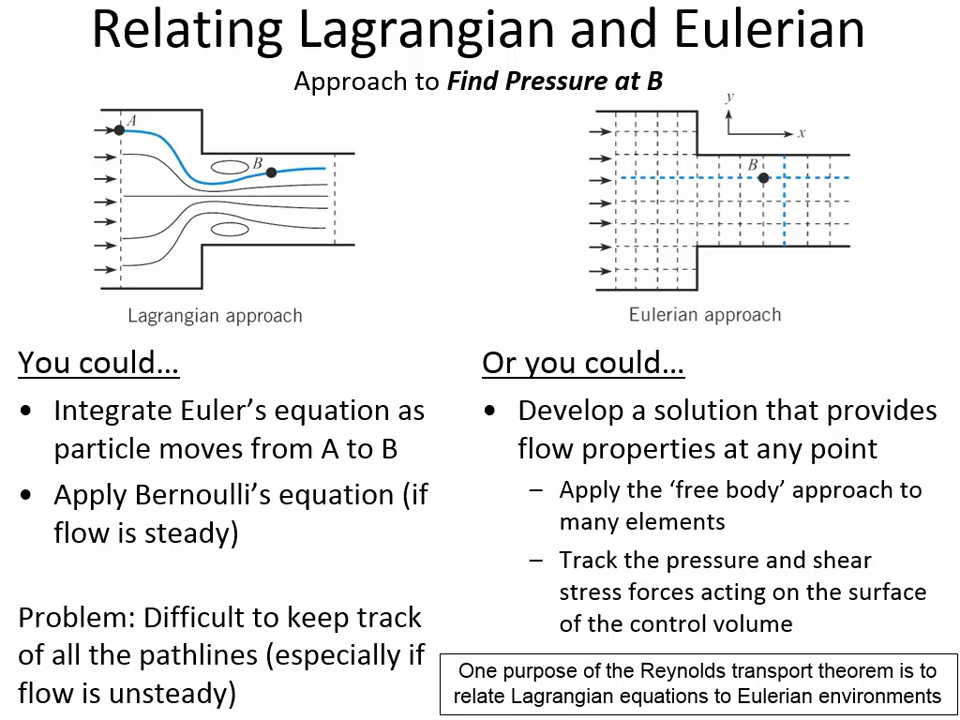 Relating Lagrangian and Eulerian
Approach to Find Pressure at B
A
B
Lagrangian approach
y
x
B
Eulerian approach
You could...
• Integrate Euler's equation as
particle moves from A to B
• Apply Bernoulli's equation (if
flow is steady)
Problem: Difficult to keep track
of all the pathlines (especially if
flow is unsteady)
Or you could...
• Develop a solution that provides
flow properties at any point
– Apply the 'free body' approach to
many elements
– Track the pressure and shear
stress forces acting on the surface
of the control volume
One purpose of the Reynolds transport theorem is to
relate Lagrangian equations to Eulerian environments